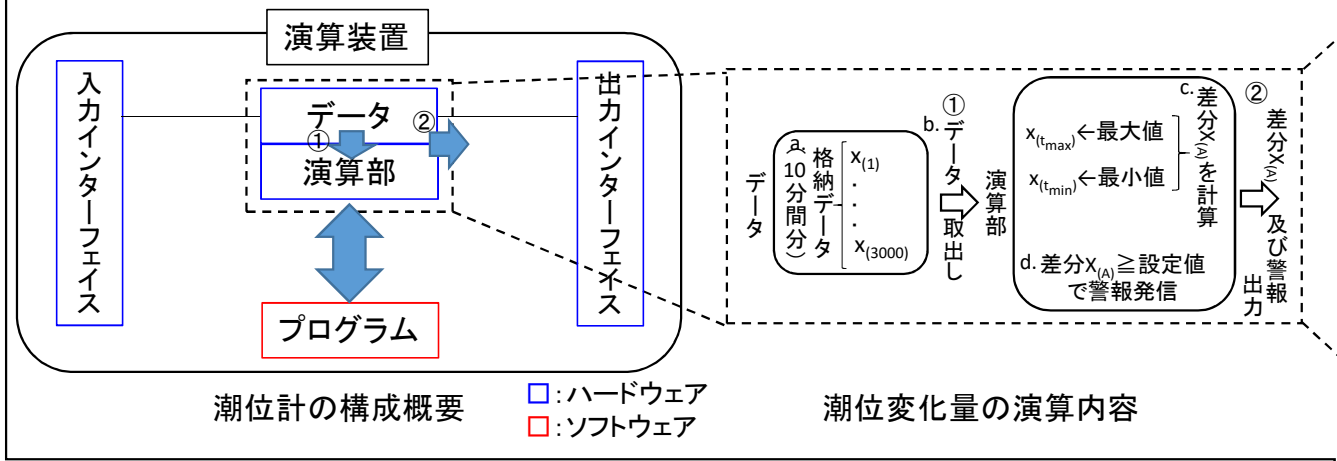 演算装置
入力インターフェイス
データ
①
②
演算部
出力インターフェイス
プログラム
潮位計の構成概要
□:ハードウェア
□:ソフトウェア
データ
a.格納データ
(10分間分)
x(1)
・
・
・
x(3000)
①
b.データ取出し
演算部
x(tmax)←最大値
x(tmin)←最小値
c.差分X(A)を計算
d.差分X(A)≧設定値
で警報発信
②
差分X(A)及び警報
出力
潮位変化量の演算内容